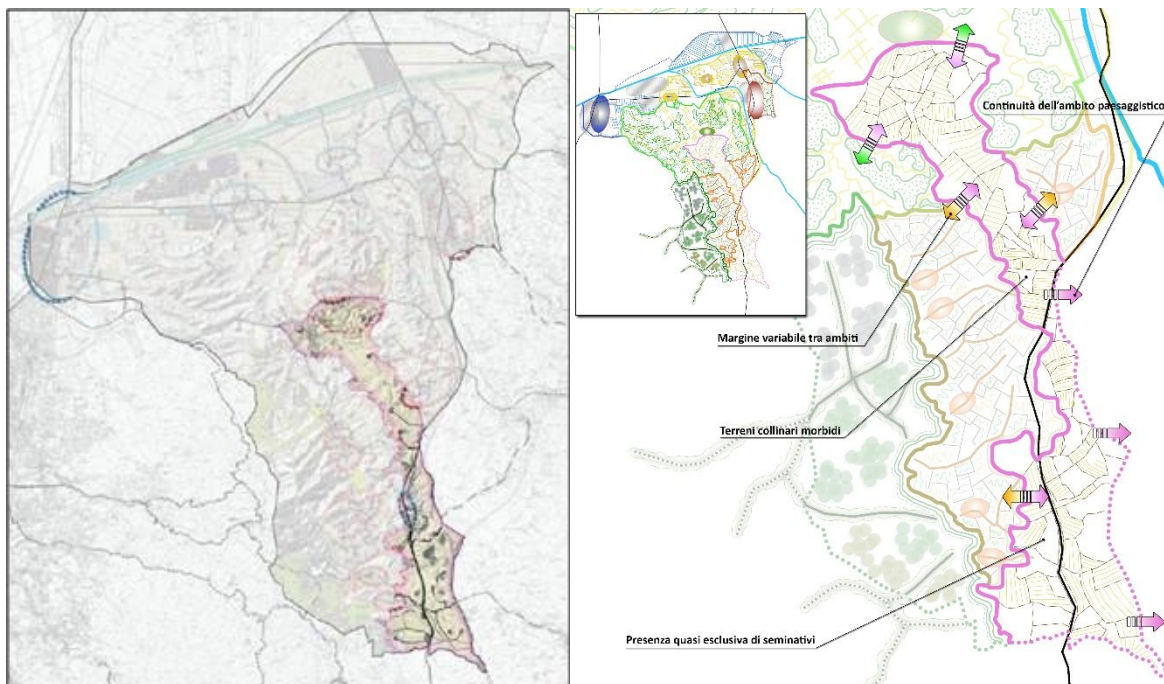 Continuità dell'ambito paesaggistico
Margine variabile tra ambiti
Terreni collinari morbidi
Presenza quasi esclusiva di seminativi